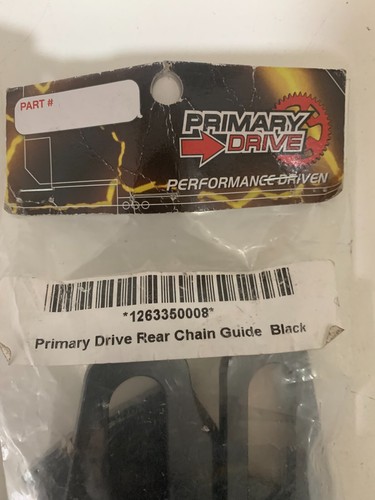 PART #
PRIMARY
DRIVE
PERFORMANCE DRIVEN
*1263350008*
Primary Drive Rear Chain Guide Black